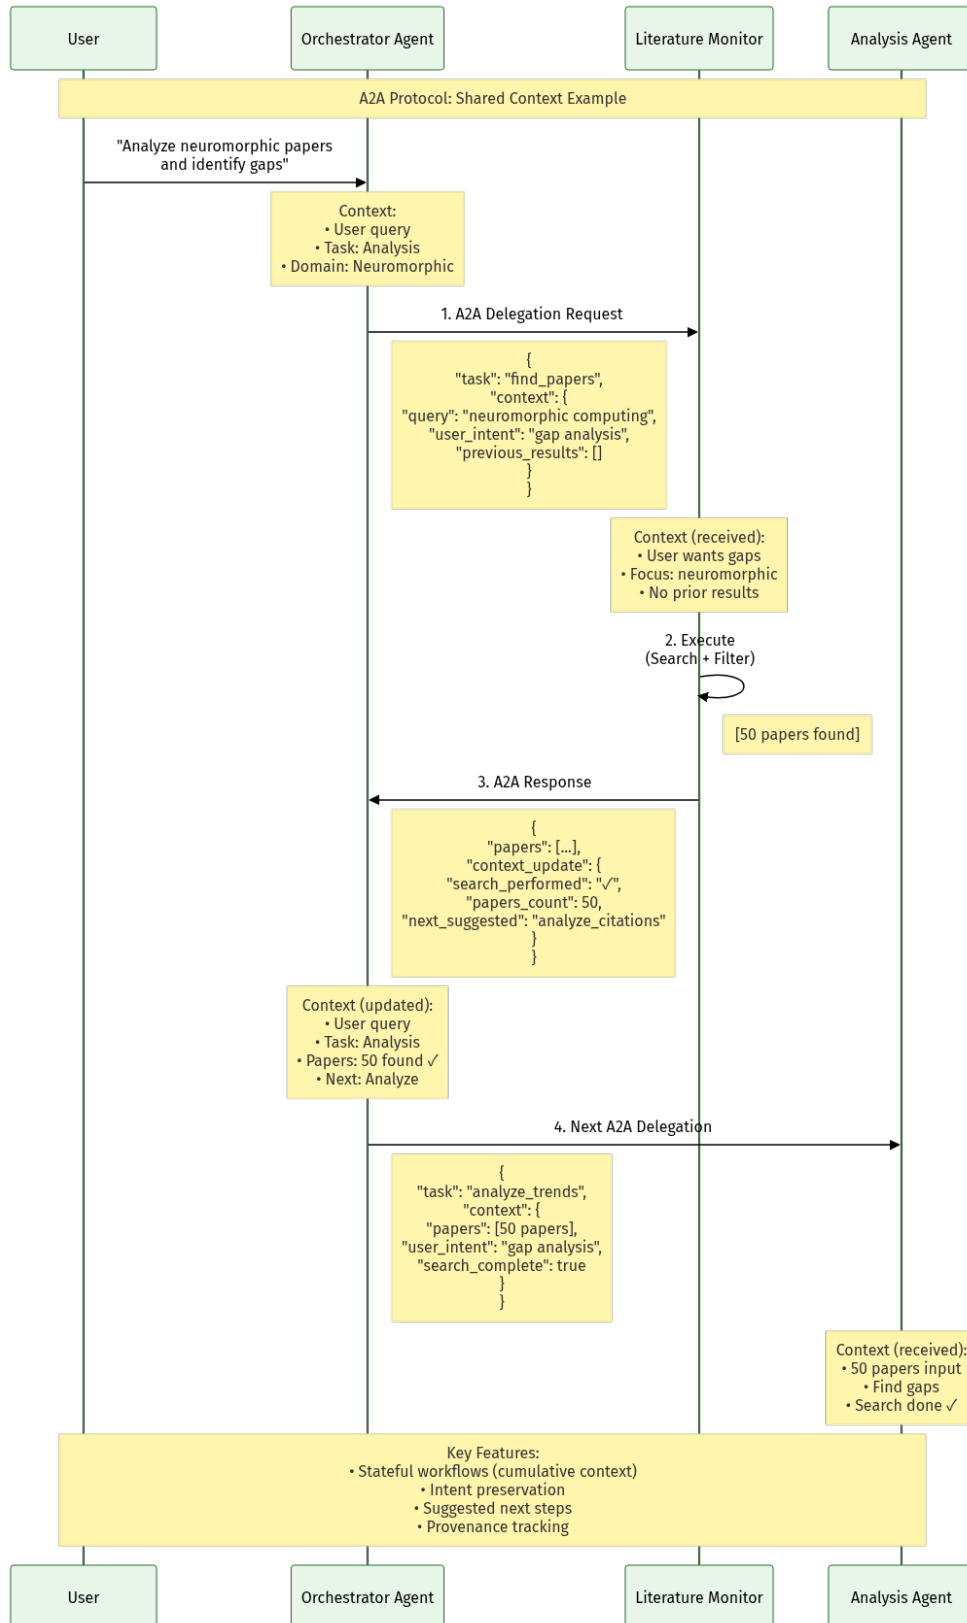 User
Orchestrator Agent
Literature Monitor
Analysis Agent
A2A Protocol: Shared Context Example
"Analyze neuromorphic papers
and identify gaps"
Context:
• User query
• Task: Analysis
• Domain: Neuromorphic
1. A2A Delegation Request
{
"task": "find_papers",
"context": {
"query": "neuromorphic computing",
"user_intent": "gap analysis",
"previous_results": []
}
}
Context (received):
• User wants gaps
• Focus: neuromorphic
• No prior results
2. Execute
(Search + Filter)
[50 papers found]
3. A2A Response
{
"papers": [...],
"context_update": {
"search_performed": "✓",
"papers_count": 50,
"next_suggested": "analyze_citations"
}
}
Context (updated):
• User query
• Task: Analysis
• Papers: 50 found ✓
• Next: Analyze
4. Next A2A Delegation
{
"task": "analyze_trends",
"context": {
"papers": [50 papers],
"user_intent": "gap analysis",
"search_complete": true
}
}
Context (received):
• 50 papers input
• Find gaps
• Search done ✓
Key Features:
• Stateful workflows (cumulative context)
• Intent preservation
• Suggested next steps
• Provenance tracking
User
Orchestrator Agent
Literature Monitor
Analysis Agent